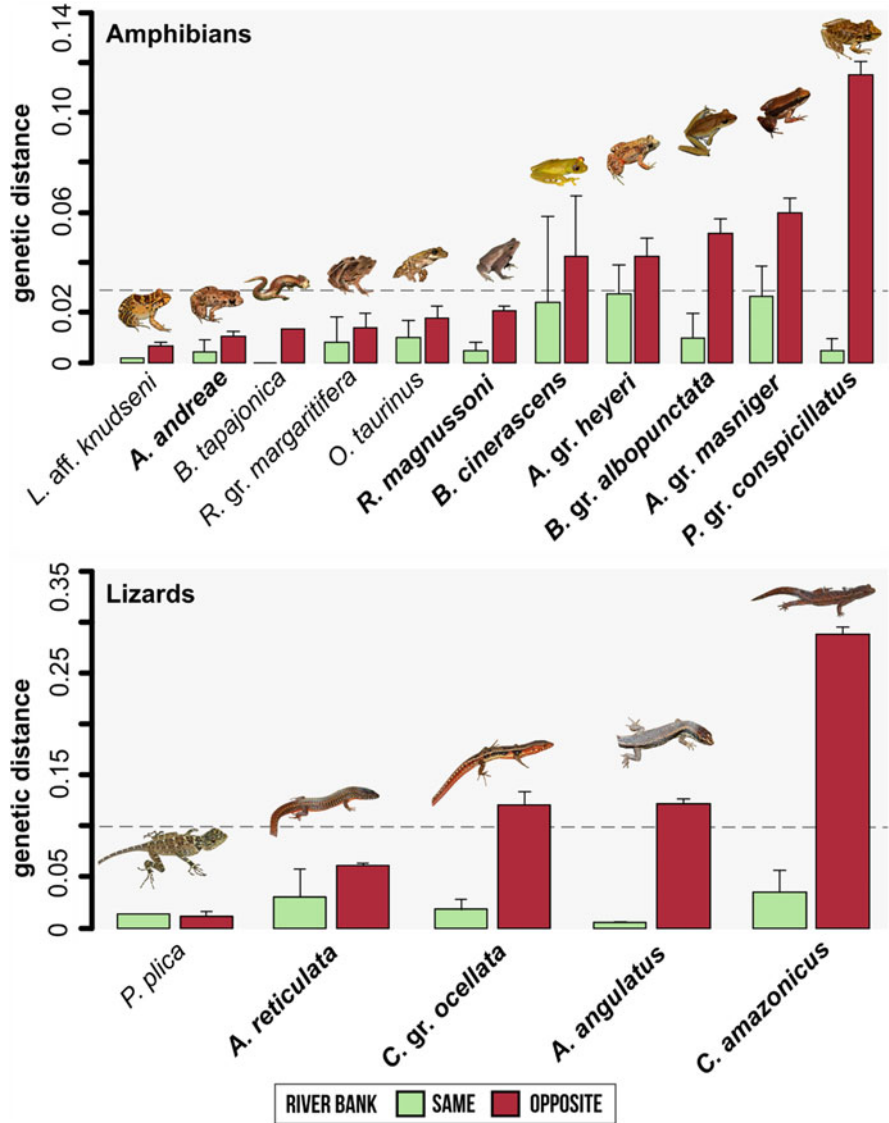 Amphibians
genetic distance
0.14
0.10
0.06
0.02
0
L. aff. knudseni
A. andreae
B. tapajonica
R. gr. margaritifera
O. taurinus
R. magnussoni
B. cinerascens
A. gr. heyeri
B. gr. albopunctata
A. gr. masniger
P. gr. conspicillatus
Lizards
genetic distance
0.35
0.25
0.15
0.05
0
P. plica
A. reticulata
C. gr. ocellata
A. angulatus
C. amazonicus
RIVER BANK SAME OPPOSITE